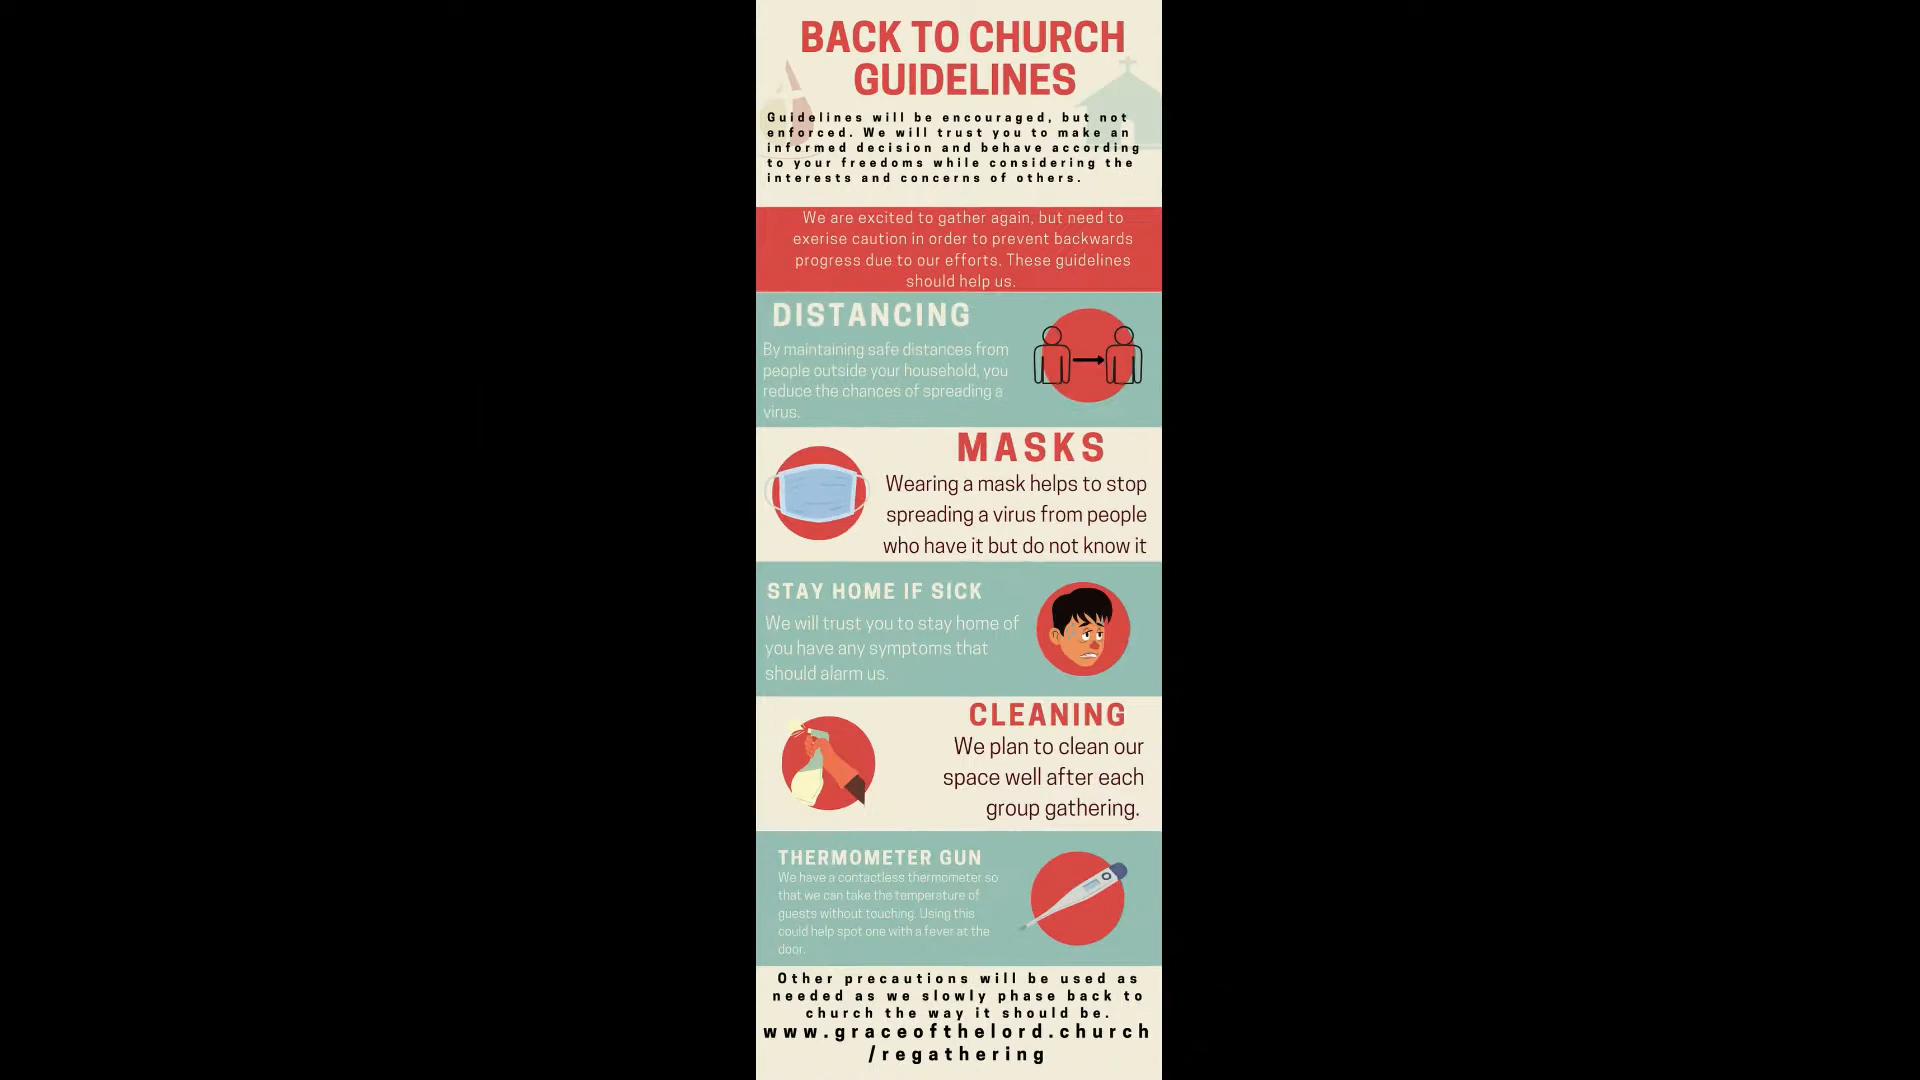 BACK TO CHURCH
GUIDELINES
Guidelines will be encouraged, but not
enforced. We will trust you to make an
informed decision and behave according
to your freedoms while considering the
interests and concerns of others.
We are excited to gather again, but need to
exerise caution in order to prevent backwards
progress due to our efforts. These guidelines
should help us.
DISTANCING
By maintaining safe distances from
people outside your household, you
reduce the chances of spreading a
virus.
MASKS
Wearing a mask helps to stop
spreading a virus from people
who have it but do not know it
STAY HOME IF SICK
We will trust you to stay home of
you have any symptoms that
should alarm us.
CLEANING
We plan to clean our
space well after each
group gathering.
THERMOMETER GUN
We have a contactless thermometer so
that we can take the temperature of
guests without touching. Using this
could help spot one with a fever at the
door.
Other precautions will be used as
needed as we slowly phase back to
church the way it should be.
www.graceofthelord.church
/regathering